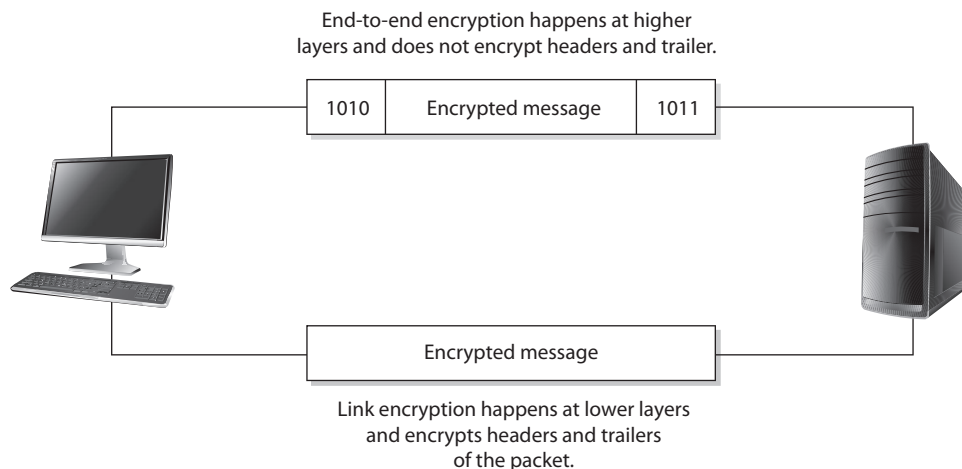 End-to-end encryption happens at higher
layers and does not encrypt headers and trailer.
1010 Encrypted message 1011
Encrypted message
Link encryption happens at lower layers
and encrypts headers and trailers
of the packet.